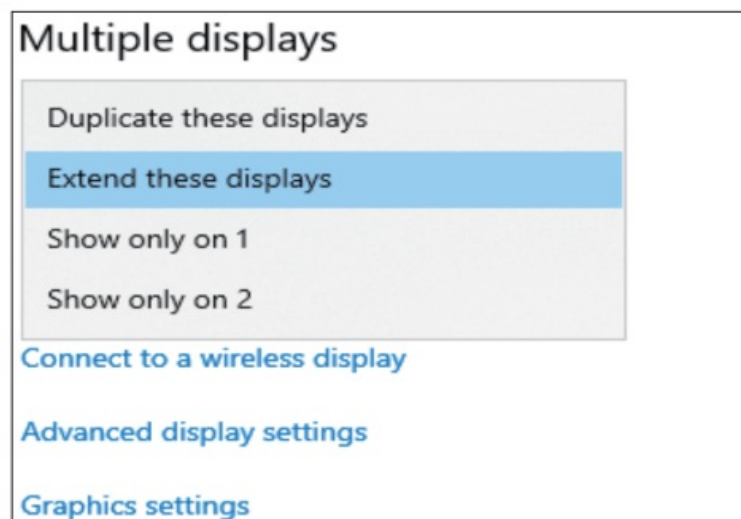 Multiple displays
Duplicate these displays
Extend these displays
Show only on 1
Show only on 2
Connect to a wireless display
Advanced display settings
Graphics settings